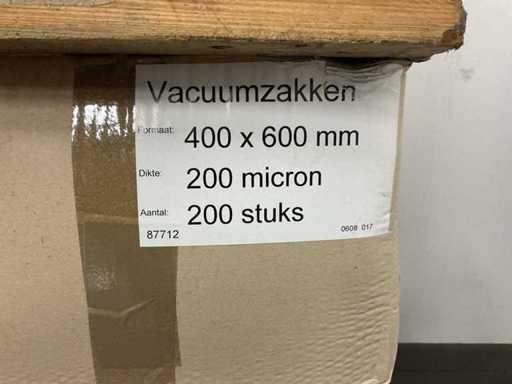 Vacuumzakken
Formaat: 400 x 600 mm
Dikte: 200 micron
Aantal: 200 stuks
87712 0608 017